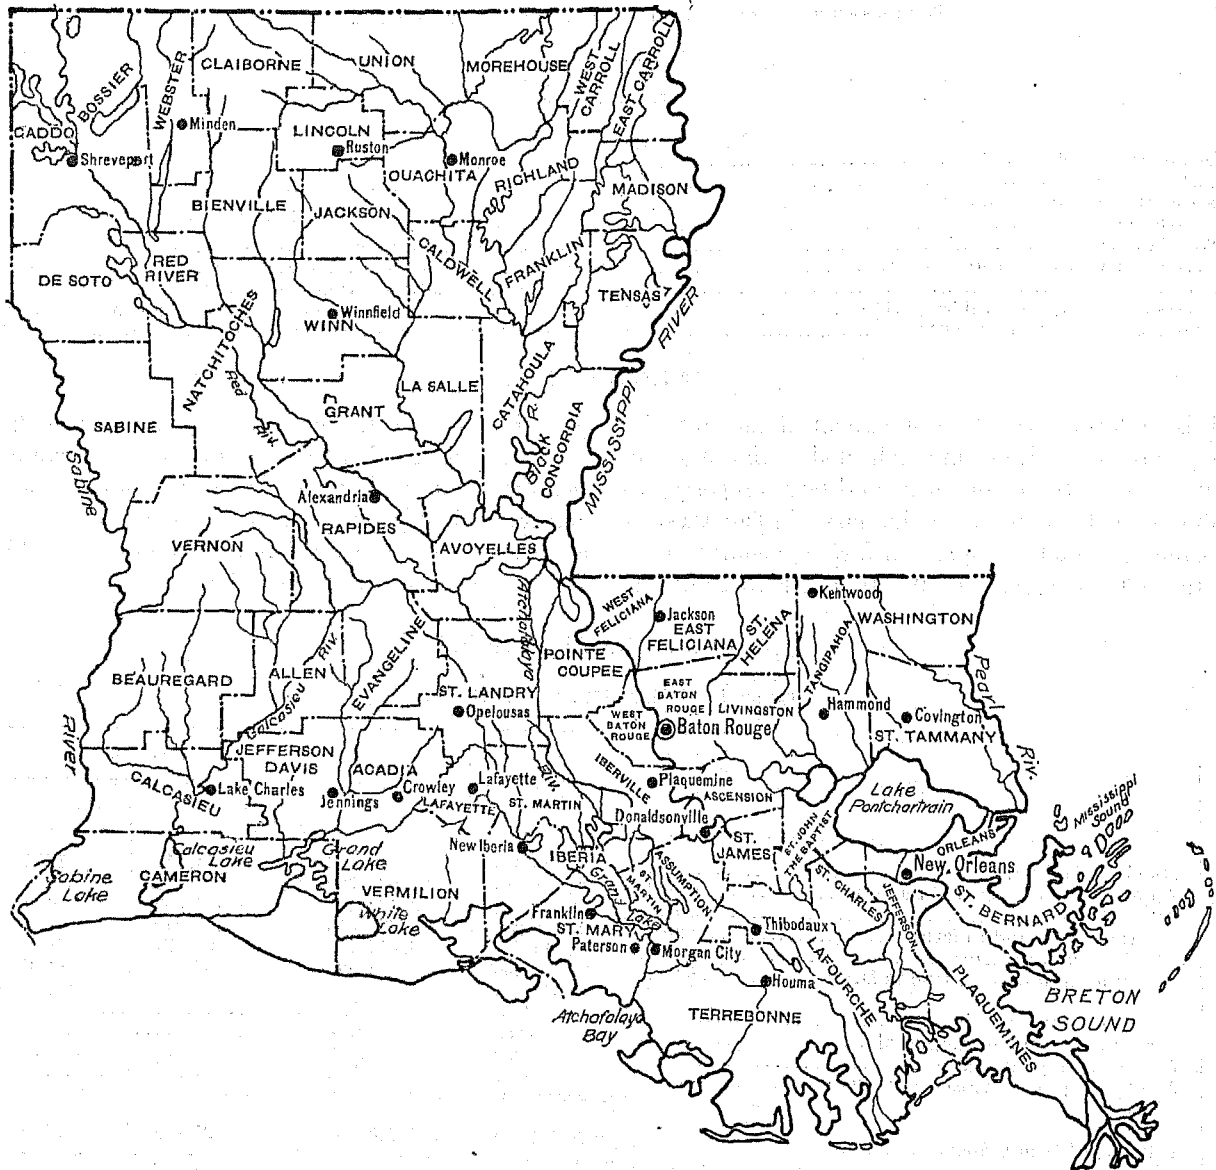 CLAIBORNE
UNION
MOREHOUSE
WEST
CARROLL
EAST CARROLL
BOSSIER
WEBSTER
CADDO
Minden
LINCOLN
Ruston
Shreveport
Monroe
OUACHITA
RICHLAND
MADISON
BIENVILLE
JACKSON
CALDWELL
FRANKLIN
RED
RIVER
DE SOTO
TENSAS
NATCHITOCHES
Winnfield
WINN
MISSISSIPPI
RIVER
CATAHOULA
LA SALLE
Red
Riv.
GRANT
Black
R.
CONCORDIA
SABINE
Sabine
River
Alexandria
RAPIDES
VERNON
AVOYELLES
Atchafalaya
Riv.
WEST
FELICIANA
Jackson
EAST
FELICIANA
ST.
HELENA
Kentwood
TANGIPAHOA
WASHINGTON
POINTE
COUPEE
BEAUREGARD
ALLEN
Calcasieu
Riv
EVANGELINE
ST. LANDRY
Opelousas
EAST
BATON
ROUGE
WEST
BATON
ROUGE
Baton Rouge
LIVINGSTON
Hammond
Covington
ST. TAMMANY
Pearl
Riv.
JEFFERSON
DAVIS
ACADIA
CALCASIEU
Lake Charles
Jennings
Crowley
Lafayette
LAFAYETTE
ST. MARTIN
IBERVILLE
Plaquemine
ASCENSION
Donaldsonville
ST.
JAMES
ST. JOHN
THE BAPTIST
Lake
Pontchartrain
Mississippi
Sound
ORLEANS
New Orleans
ST. BERNARD
Calcasieu
Lake
Grand
Lake
New Iberia
IBERIA
Grand Lake
ST.
MARTIN
ASSUMPTION
ST. CHARLES
JEFFERSON
Sabine
Lake
CAMERON
VERMILION
White
Lake
Franklin
ST. MARY
Paterson
Morgan City
Thibodaux
LAFOURCHE
Houma
TERREBONNE
PLAQUEMINES
BRETON
SOUND
Atchafalaya
Bay